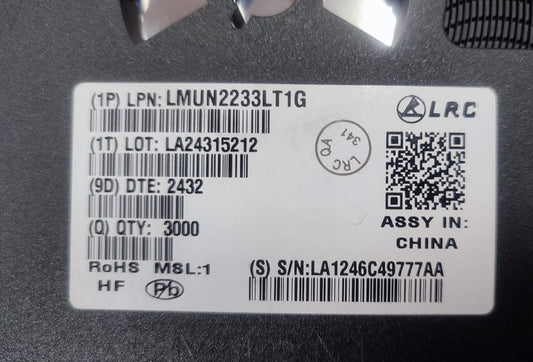 (1P) LPN: LMUN2233LT1G
LRC
(1T) LOT: LA24315212
LRC QA 341
(9D) DTE: 2432
(Q) QTY: 3000
ASSY IN:
CHINA
RoHS MSL:1
(S) S/N:LA1246C49777AA
HF Pb